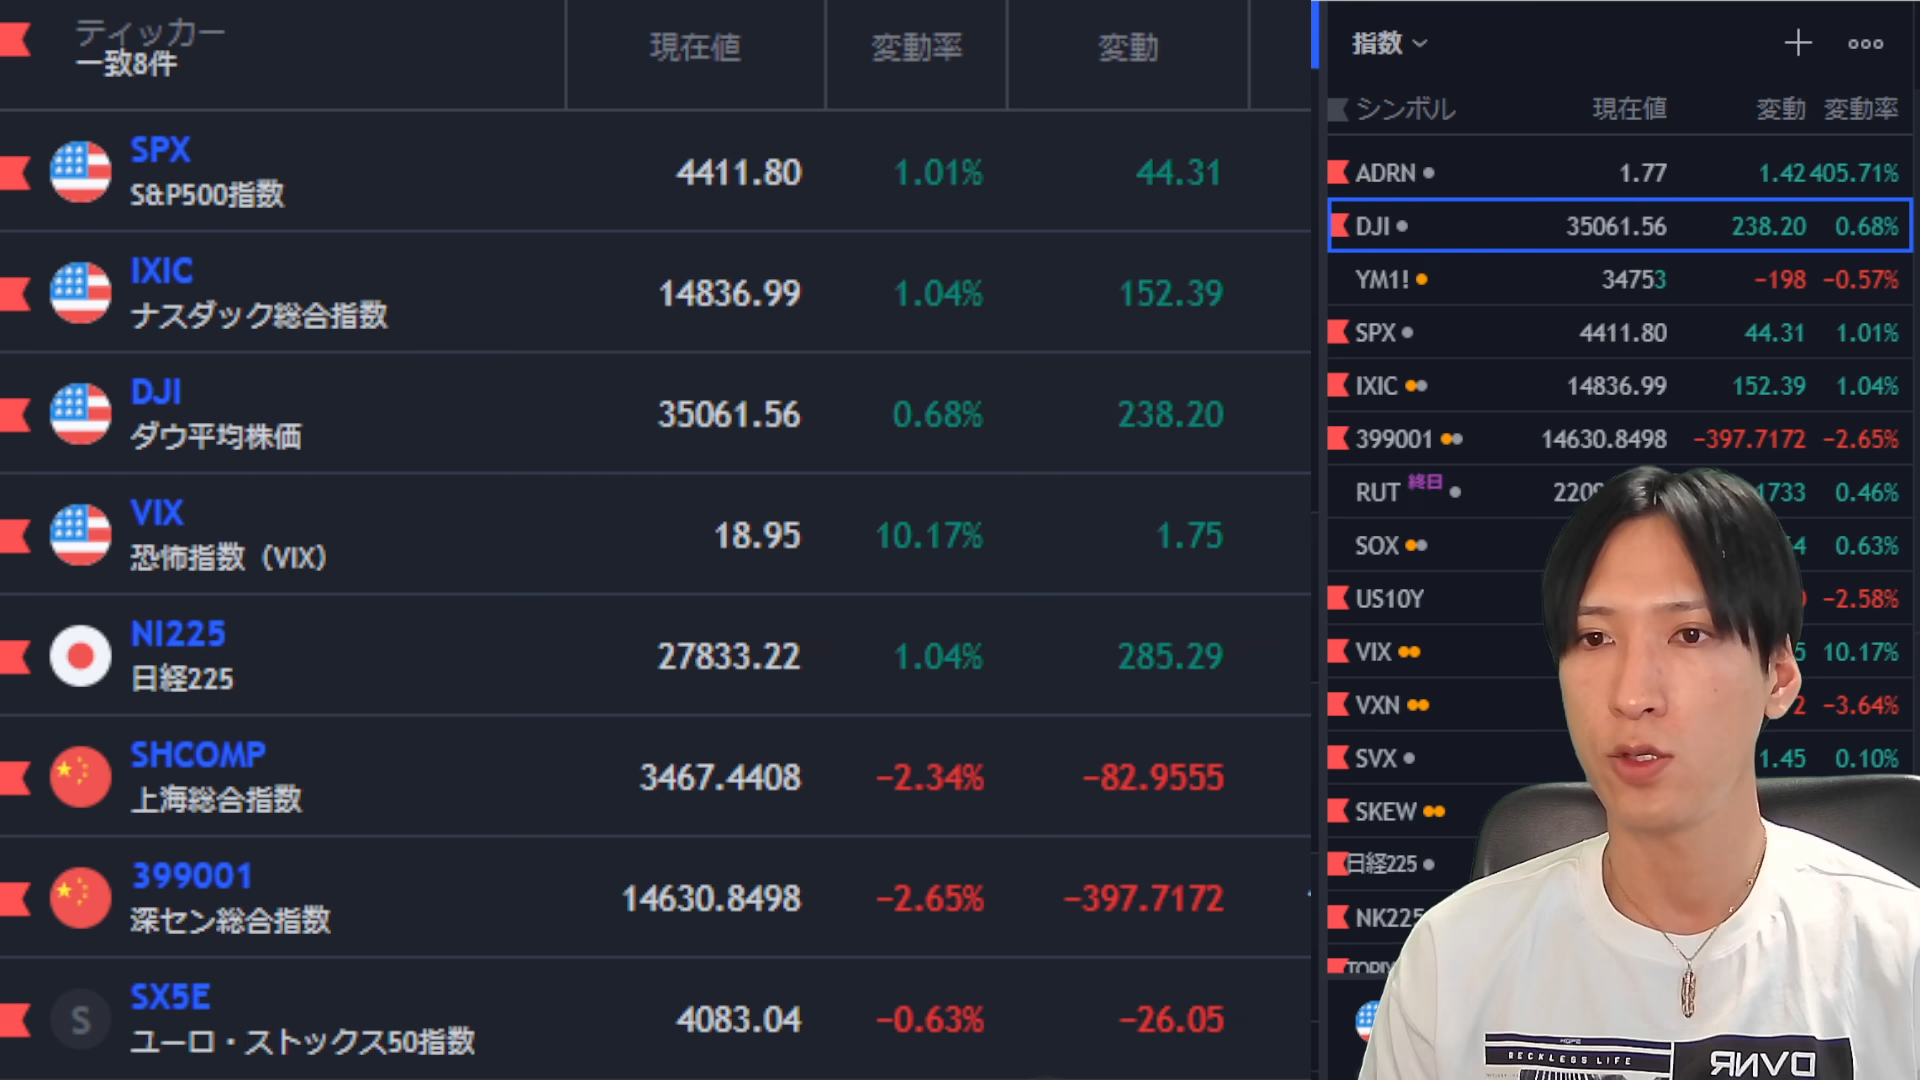 ティッカー
一致8件
現在値
変動率
変動
SPX
S&P500指数
4411.80
1.01%
44.31
IXIC
ナスダック総合指数
14836.99
1.04%
152.39
DJI
ダウ平均株価
35061.56
0.68%
238.20
VIX
恐怖指数（VIX）
18.95
10.17%
1.75
NI225
日経225
27833.22
1.04%
285.29
SHCOMP
上海総合指数
3467.4408
−2.34%
−82.9555
399001
深セン総合指数
14630.8498
−2.65%
−397.7172
S
SX5E
ユーロ・ストックス50指数
4083.04
−0.63%
−26.05
指数
シンボル 現在値 変動 変動率
ADRN 1.77 1.42 405.71%
DJI 35061.56 238.20 0.68%
YM1! 34753 −198 −0.57%
SPX 4411.80 44.31 1.01%
IXIC 14836.99 152.39 1.04%
399001 14630.8498 −397.7172 −2.65%
RUT 終日 220 1733 0.46%
SOX 4 0.63%
US10Y −2.58%
VIX 5 10.17%
VXN 2 −3.64%
SVX 1.45 0.10%
SKEW
日経225
NK225
HOPE
RECKLESS LIFE